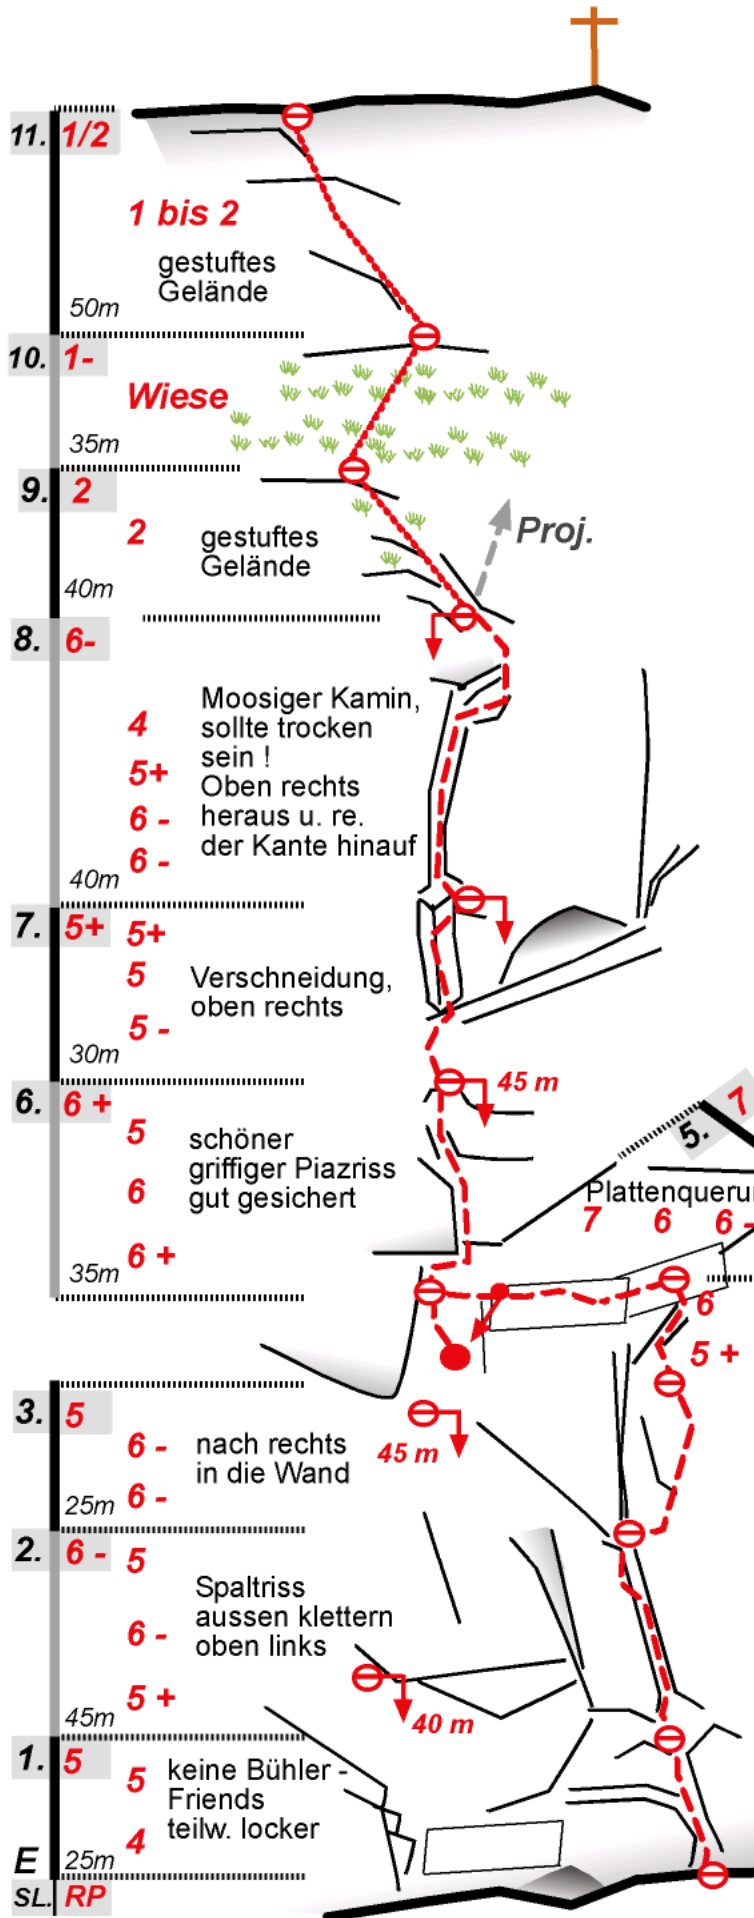 11. 1/2
1 bis 2
gestuftes
Gelände
50m
10. 1-
Wiese
35m
9. 2
2
gestuftes
Gelände
Proj.
40m
8. 6-
4
5+
6 -
6 -
Moosiger Kamin,
sollte trocken
sein !
Oben rechts
heraus u. re.
der Kante hinauf
40m
7. 5+
5+
5
5 -
Verschneidung,
oben rechts
30m
45 m
6. 6 +
5
6
6 +
schöner
griffiger Piazriss
gut gesichert
35m
5. 7
Plattenqueru
7 6 6 -
6
5 +
3. 5
6 -
6 -
nach rechts
in die Wand
45 m
25m
2. 6 -
5
6 -
5 +
Spaltriss
aussen klettern
oben links
40 m
45m
1. 5
5
4
keine Bühler -
Friends
teilw. locker
E 25m
SL. RP